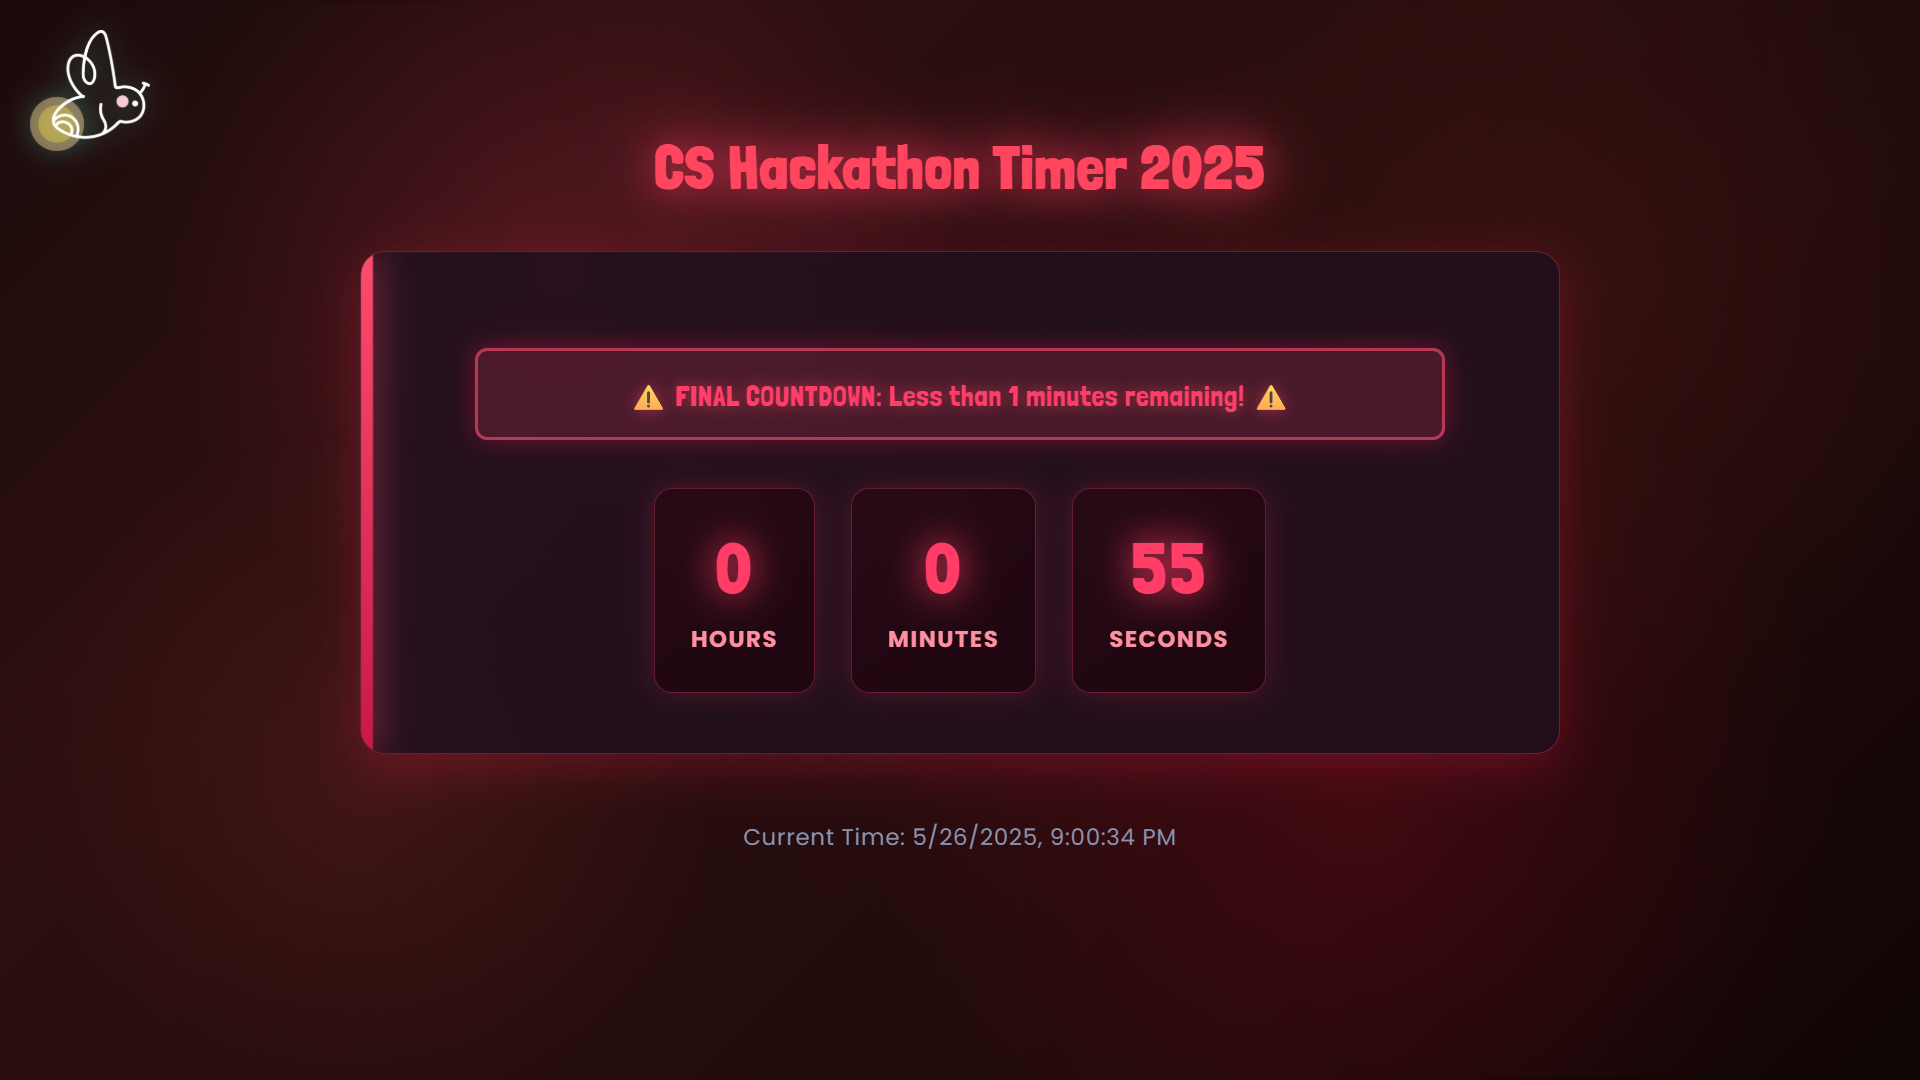 CS Hackathon Timer 2025
⚠️ FINAL COUNTDOWN: Less than 1 minutes remaining! ⚠️
0 0 55
HOURS MINUTES SECONDS
Current Time: 5/26/2025, 9:00:34 PM